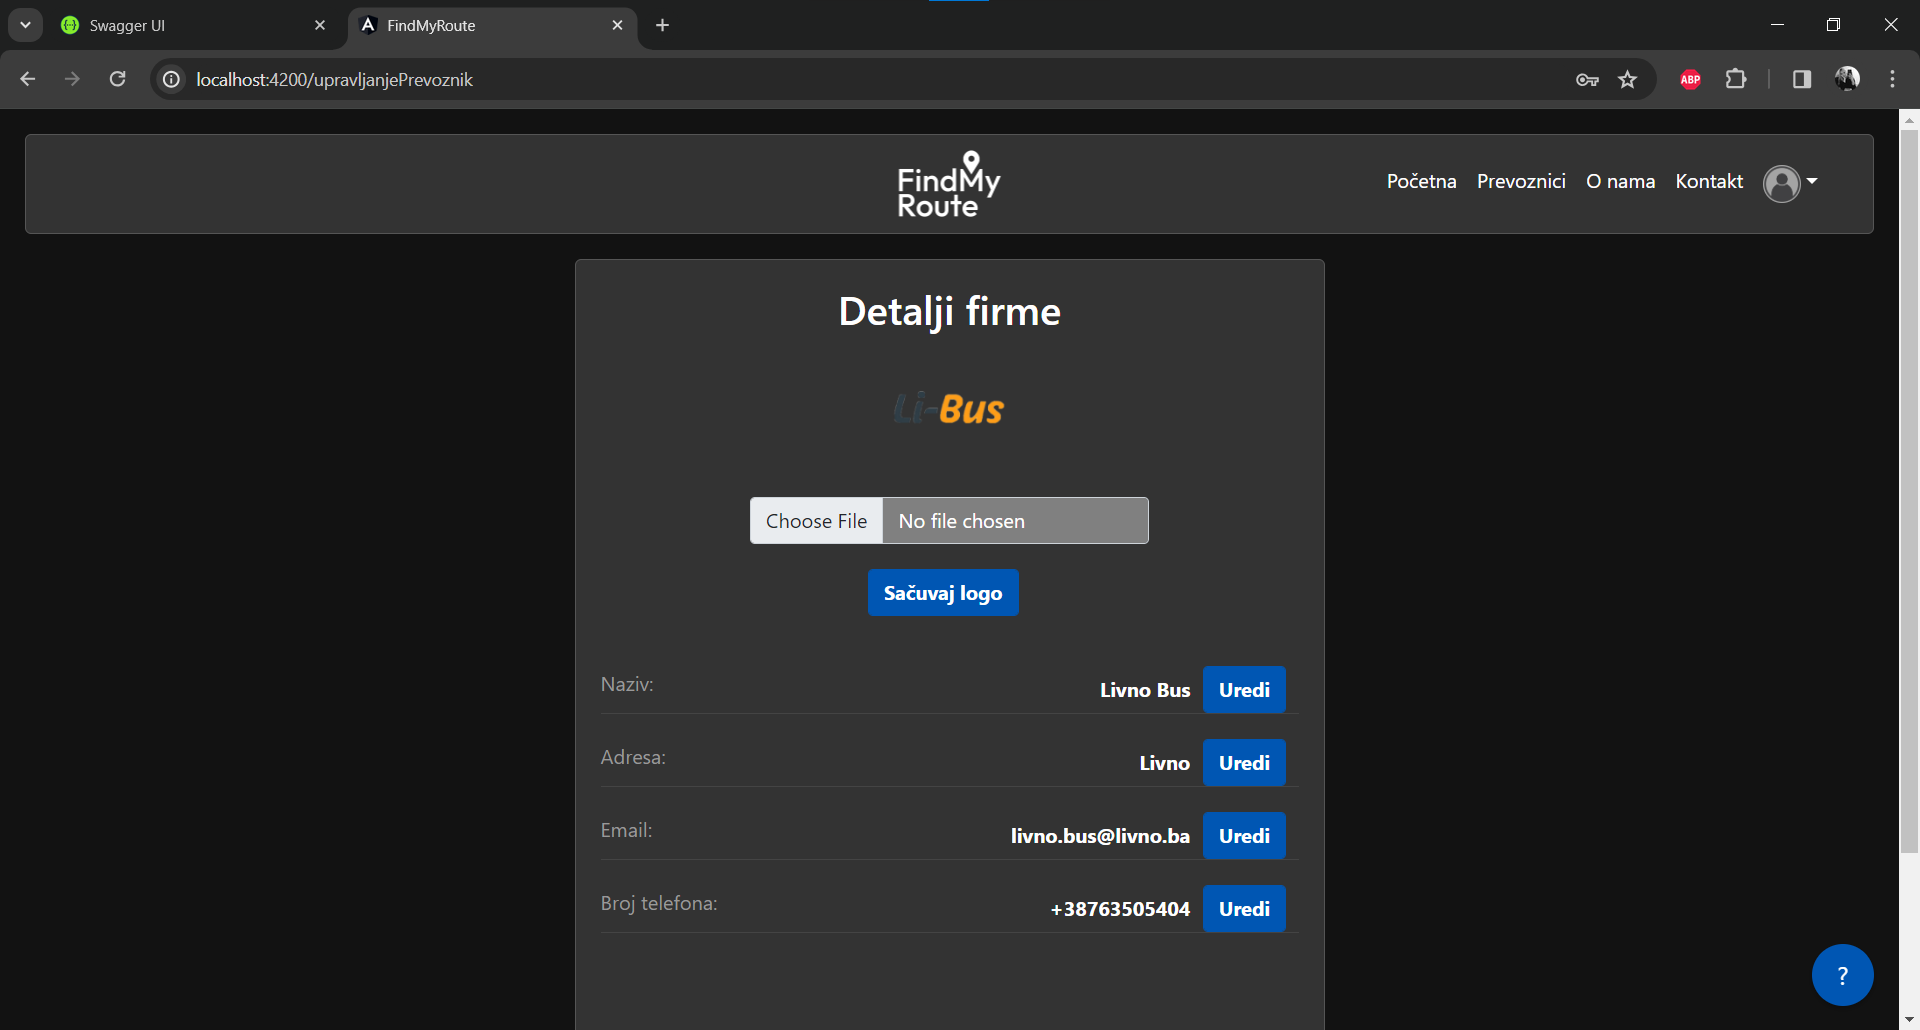 Swagger UI
FindMyRoute
localhost:4200/upravljanjePrevoznik
ABP
FindMy
Route
Početna Prevoznici O nama Kontakt
Detalji firme
Li-Bus
Choose File No file chosen
Sačuvaj logo
Naziv: Livno Bus Uredi
Adresa: Livno Uredi
Email: livno.bus@livno.ba Uredi
Broj telefona: +38763505404 Uredi
?